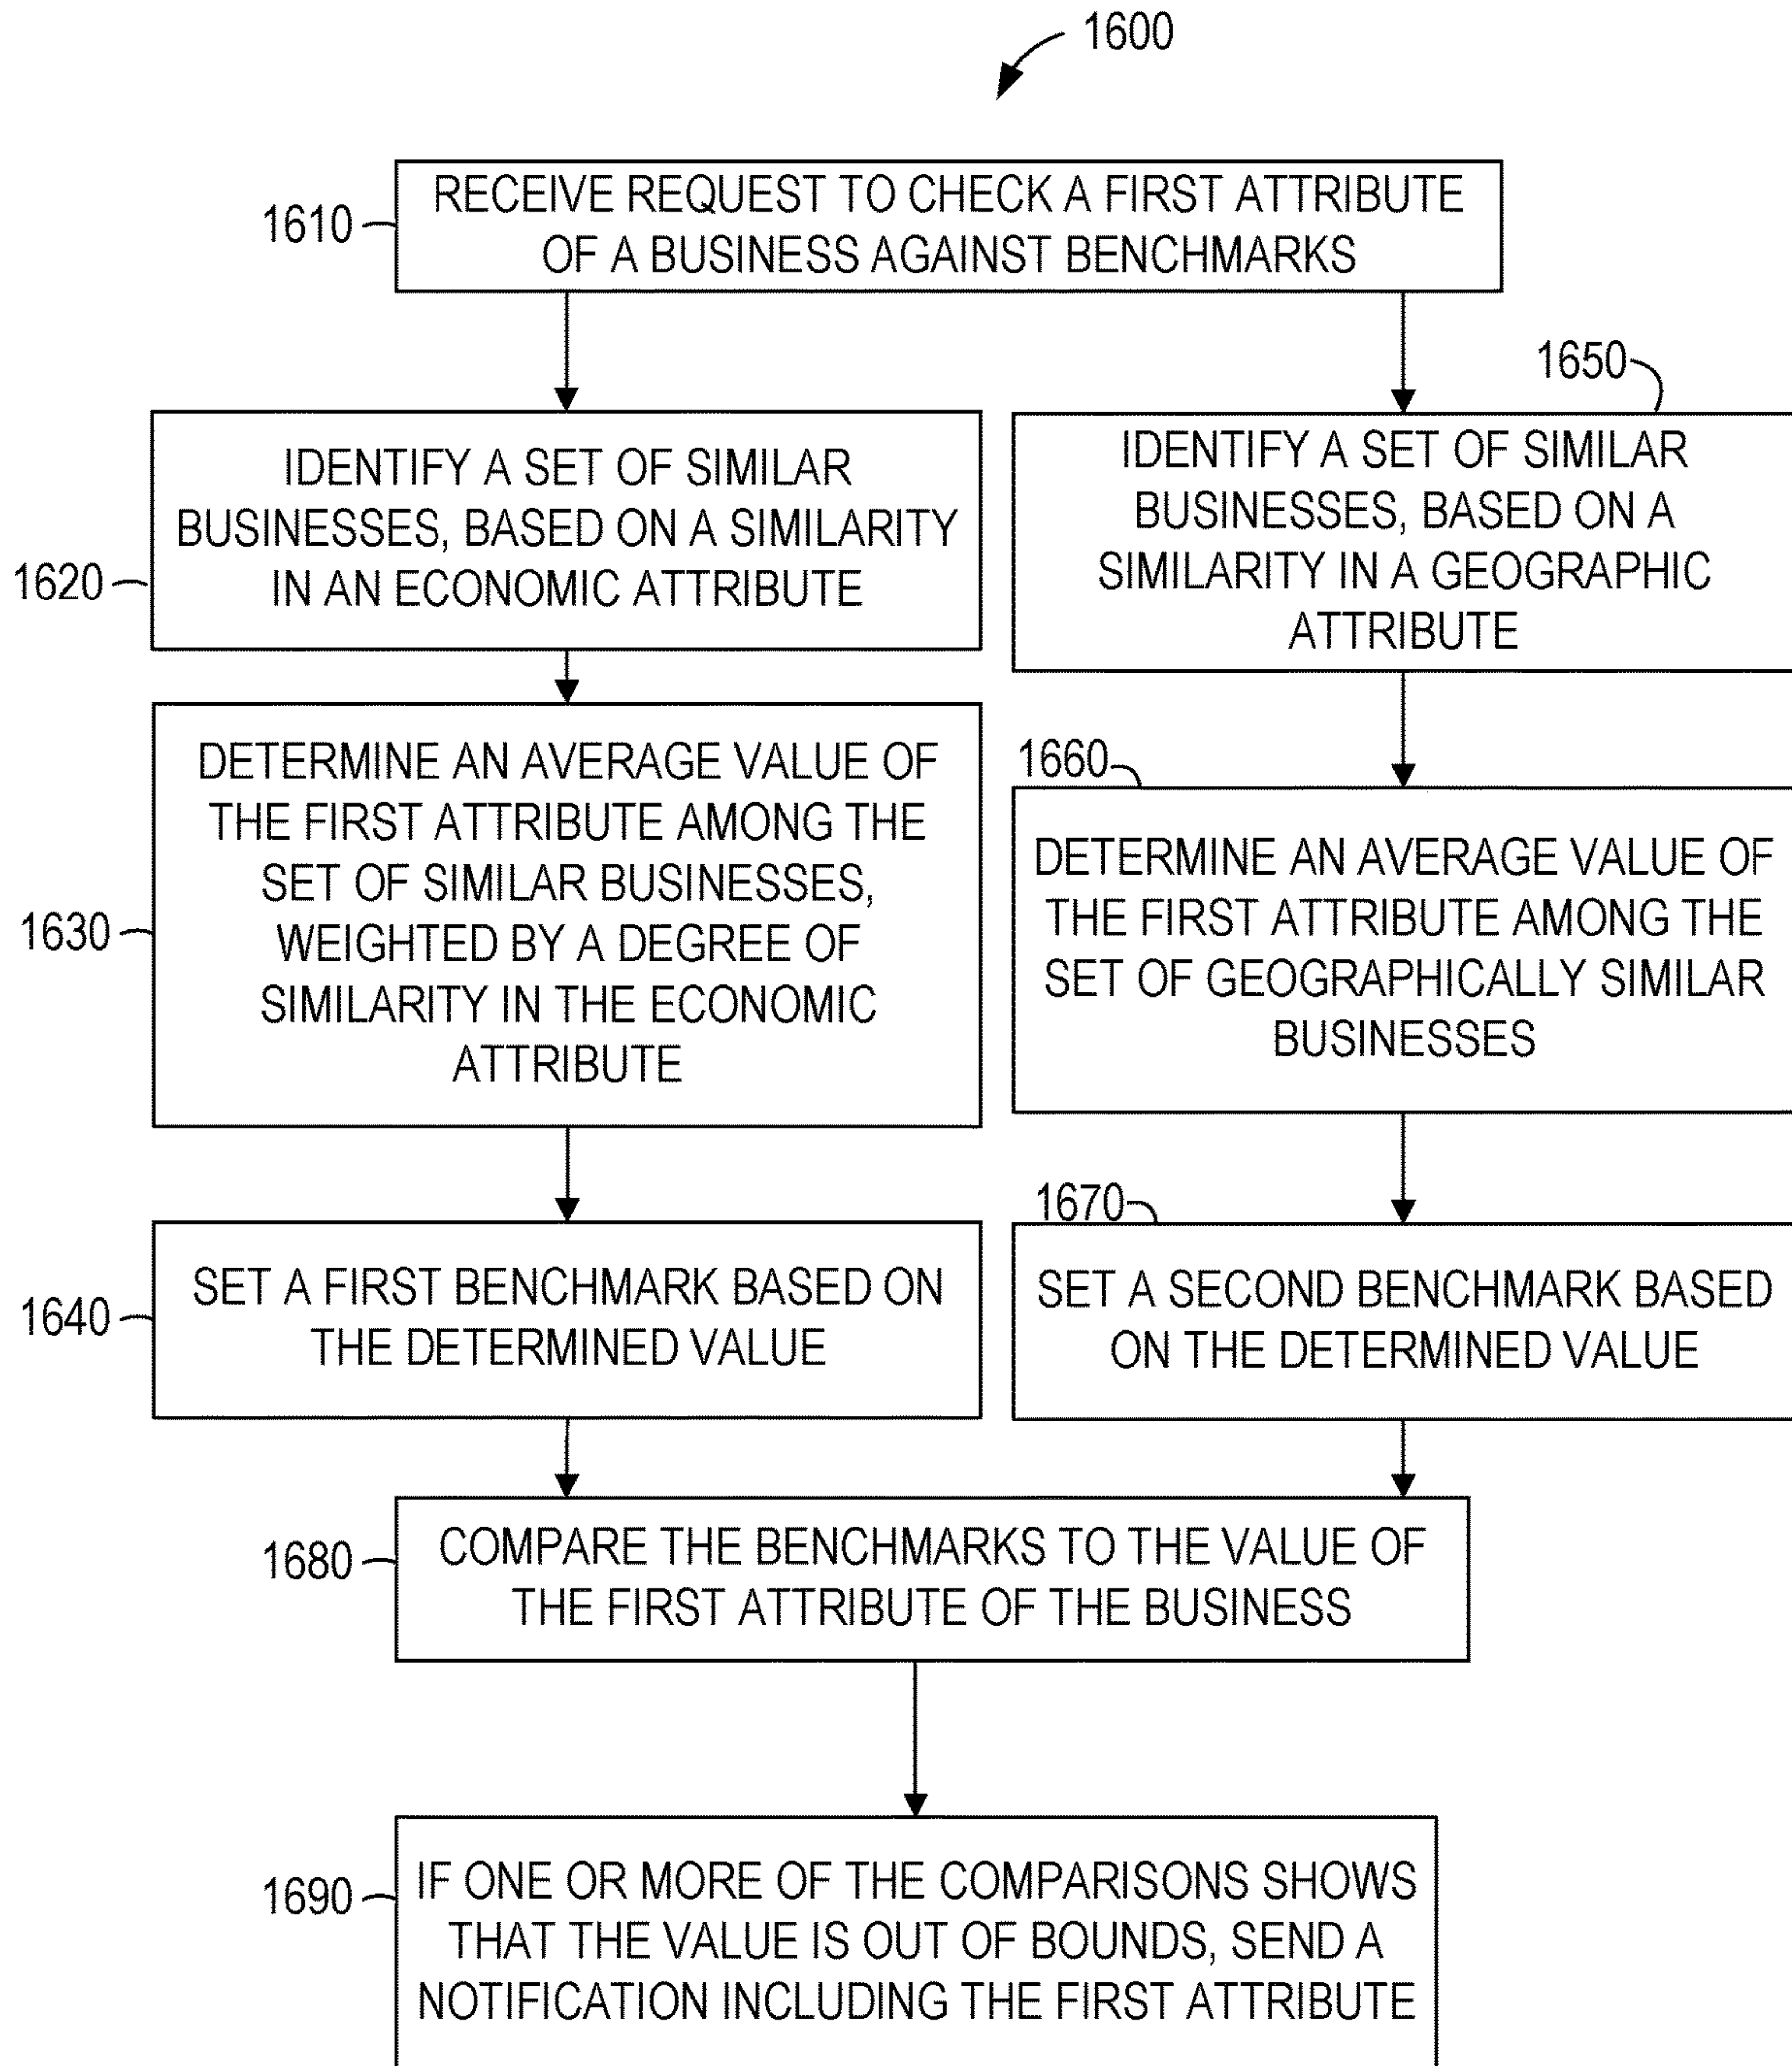 1600
1610
RECEIVE REQUEST TO CHECK A FIRST ATTRIBUTE
OF A BUSINESS AGAINST BENCHMARKS
1620
IDENTIFY A SET OF SIMILAR
BUSINESSES, BASED ON A SIMILARITY
IN AN ECONOMIC ATTRIBUTE
1630
DETERMINE AN AVERAGE VALUE OF
THE FIRST ATTRIBUTE AMONG THE
SET OF SIMILAR BUSINESSES,
WEIGHTED BY A DEGREE OF
SIMILARITY IN THE ECONOMIC
ATTRIBUTE
1640
SET A FIRST BENCHMARK BASED ON
THE DETERMINED VALUE
1650
IDENTIFY A SET OF SIMILAR
BUSINESSES, BASED ON A
SIMILARITY IN A GEOGRAPHIC
ATTRIBUTE
1660
DETERMINE AN AVERAGE VALUE OF
THE FIRST ATTRIBUTE AMONG THE
SET OF GEOGRAPHICALLY SIMILAR
BUSINESSES
1670
SET A SECOND BENCHMARK BASED
ON THE DETERMINED VALUE
1680
COMPARE THE BENCHMARKS TO THE VALUE OF
THE FIRST ATTRIBUTE OF THE BUSINESS
1690
IF ONE OR MORE OF THE COMPARISONS SHOWS
THAT THE VALUE IS OUT OF BOUNDS, SEND A
NOTIFICATION INCLUDING THE FIRST ATTRIBUTE